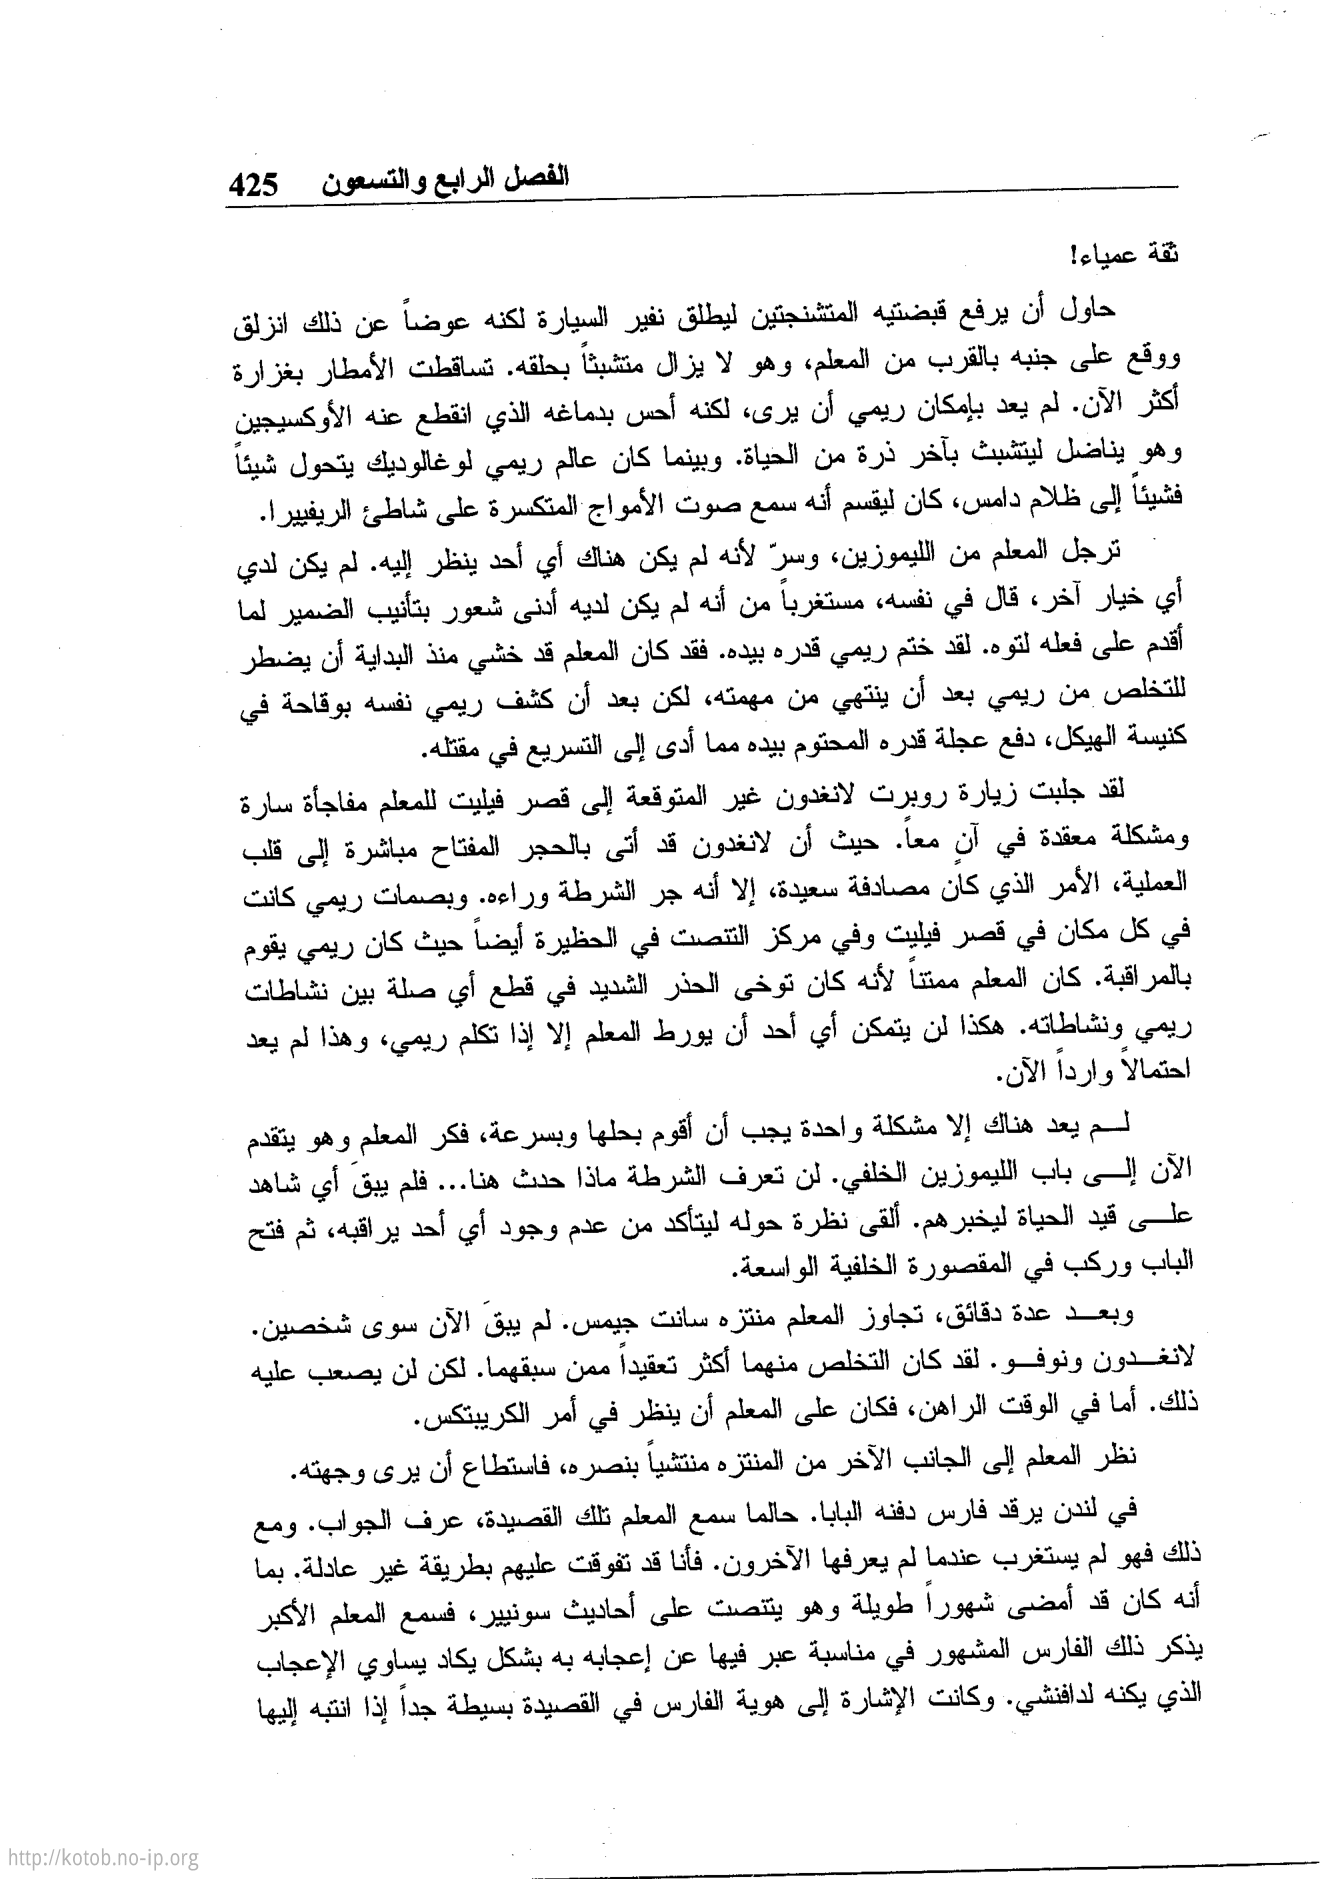 الفصل الرابع والتسعون 425
ثقة عمياء!
حاول أن يرفع قبضتيه المتشنجتين ليطلق نفير السيارة لكنه عوضاً عن ذلك انزلق
ووقع على جنبه بالقرب من المعلم، وهو لا يزال متشبثاً بحلقه. تساقطت الأمطار بغزارة
أكثر الآن. لم يعد بإمكان ريمي أن يرى، لكنه أحس بدماغه الذي انقطع عنه الأوكسيجين
وهو يناضل ليتشبث بآخر ذرة من الحياة. وبينما كان عالم ريمي لوغالوديك يتحول شيئاً
فشيئاً إلى ظلام دامس، كان ليقسم أنه سمع صوت الأمواج المتكسرة على شاطئ الريفييرا.
ترجل المعلم من الليموزين، وسرّ لأنه لم يكن هناك أي أحد ينظر إليه. لم يكن لدي
أي خيار آخر، قال في نفسه، مستغرباً من أنه لم يكن لديه أدنى شعور بتأنيب الضمير لما
أقدم على فعله لتوه. لقد ختم ريمي قدره بيده. فقد كان المعلم قد خشي منذ البداية أن يضطر
للتخلص من ريمي بعد أن ينتهي من مهمته، لكن بعد أن كشف ريمي نفسه بوقاحة في
كنيسة الهيكل، دفع عجلة قدره المحتوم بيده مما أدى إلى التسريع في مقتله.
لقد جلبت زيارة روبرت لانغدون غير المتوقعة إلى قصر فيليت للمعلم مفاجأة سارة
ومشكلة معقدة في آنٍ معاً. حيث أن لانغدون قد أتى بالحجر المفتاح مباشرة إلى قلب
العملية، الأمر الذي كان مصادفة سعيدة، إلا أنه جر الشرطة وراءه. وبصمات ريمي كانت
في كل مكان في قصر فيليت وفي مركز التنصت في الحظيرة أيضاً حيث كان ريمي يقوم
بالمراقبة. كان المعلم ممتناً لأنه كان توخى الحذر الشديد في قطع أي صلة بين نشاطات
ريمي ونشاطاته. هكذا لن يتمكن أي أحد أن يورط المعلم إلا إذا تكلم ريمي، وهذا لم يعد
احتمالاً وارداً الآن.
لــم يعد هناك إلا مشكلة واحدة يجب أن أقوم بحلها وبسرعة، فكر المعلم وهو يتقدم
الآن إلــى باب الليموزين الخلفي. لن تعرف الشرطة ماذا حدث هنا... فلم يبقَ أي شاهد
علــى قيد الحياة ليخبرهم. ألقى نظرة حوله ليتأكد من عدم وجود أي أحد يراقبه، ثم فتح
الباب وركب في المقصورة الخلفية الواسعة.
وبعــد عدة دقائق، تجاوز المعلم منتزه سانت جيمس. لم يبقَ الآن سوى شخصين.
لانغــدون ونوفــو. لقد كان التخلص منهما أكثر تعقيداً ممن سبقهما. لكن لن يصعب عليه
ذلك. أما في الوقت الراهن، فكان على المعلم أن ينظر في أمر الكريبتكس.
نظر المعلم إلى الجانب الآخر من المنتزه منتشياً بنصره، فاستطاع أن يرى وجهته.
في لندن يرقد فارس دفنه البابا. حالما سمع المعلم تلك القصيدة، عرف الجواب. ومع
ذلك فهو لم يستغرب عندما لم يعرفها الآخرون. فأنا قد تفوقت عليهم بطريقة غير عادلة. بما
أنه كان قد أمضى شهوراً طويلة وهو يتنصت على أحاديث سونيير، فسمع المعلم الأكبر
يذكر ذلك الفارس المشهور في مناسبة عبر فيها عن إعجابه به بشكل يكاد يساوي الإعجاب
الذي يكنه لدافنشي. وكانت الإشارة إلى هوية الفارس في القصيدة بسيطة جداً إذا انتبه إليها
http://kotob.no-ip.org